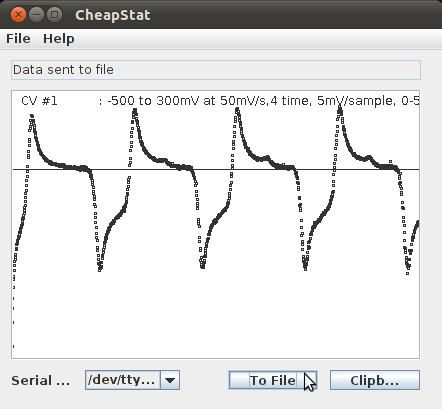 CheapStat
File Help
Data sent to file
CV #1 : -500 to 300mV at 50mV/s,4 time, 5mV/sample, 0-5
Serial ... /dev/tty... To File Clipb...